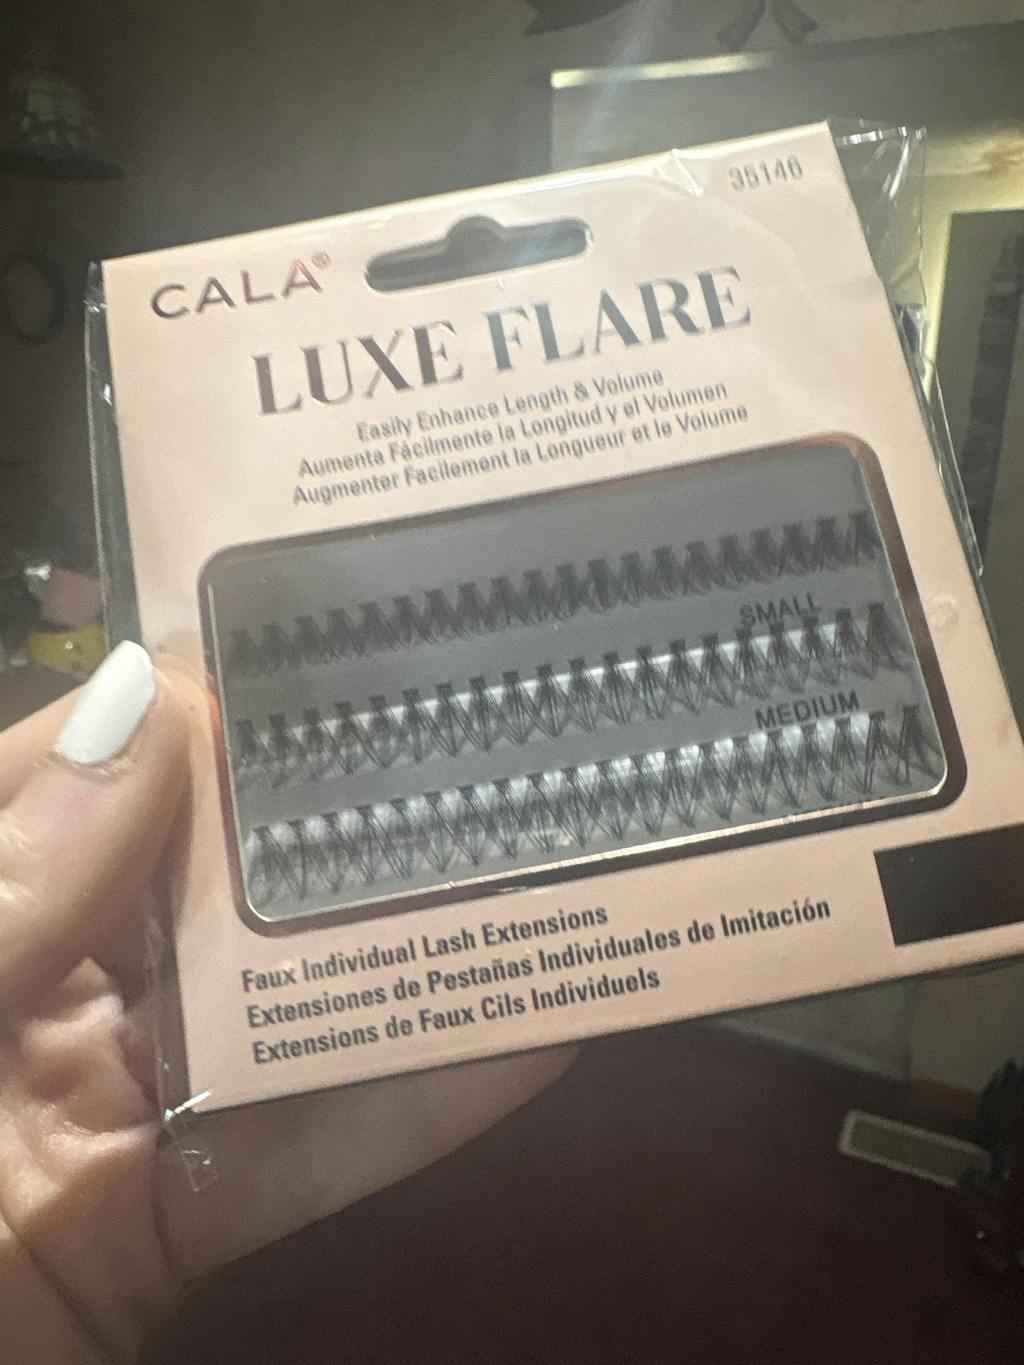 35146
CALA®
LUXE FLARE
Easily Enhance Length & Volume
Aumenta Fàcilmente la Longitud y el Volumen
Augmenter Facilement la Longueur et le Volume
SMALL
MEDIUM
Faux Individual Lash Extensions
Extensiones de Pestañas Individuales de Imitación
Extensions de Faux Cils Individuels